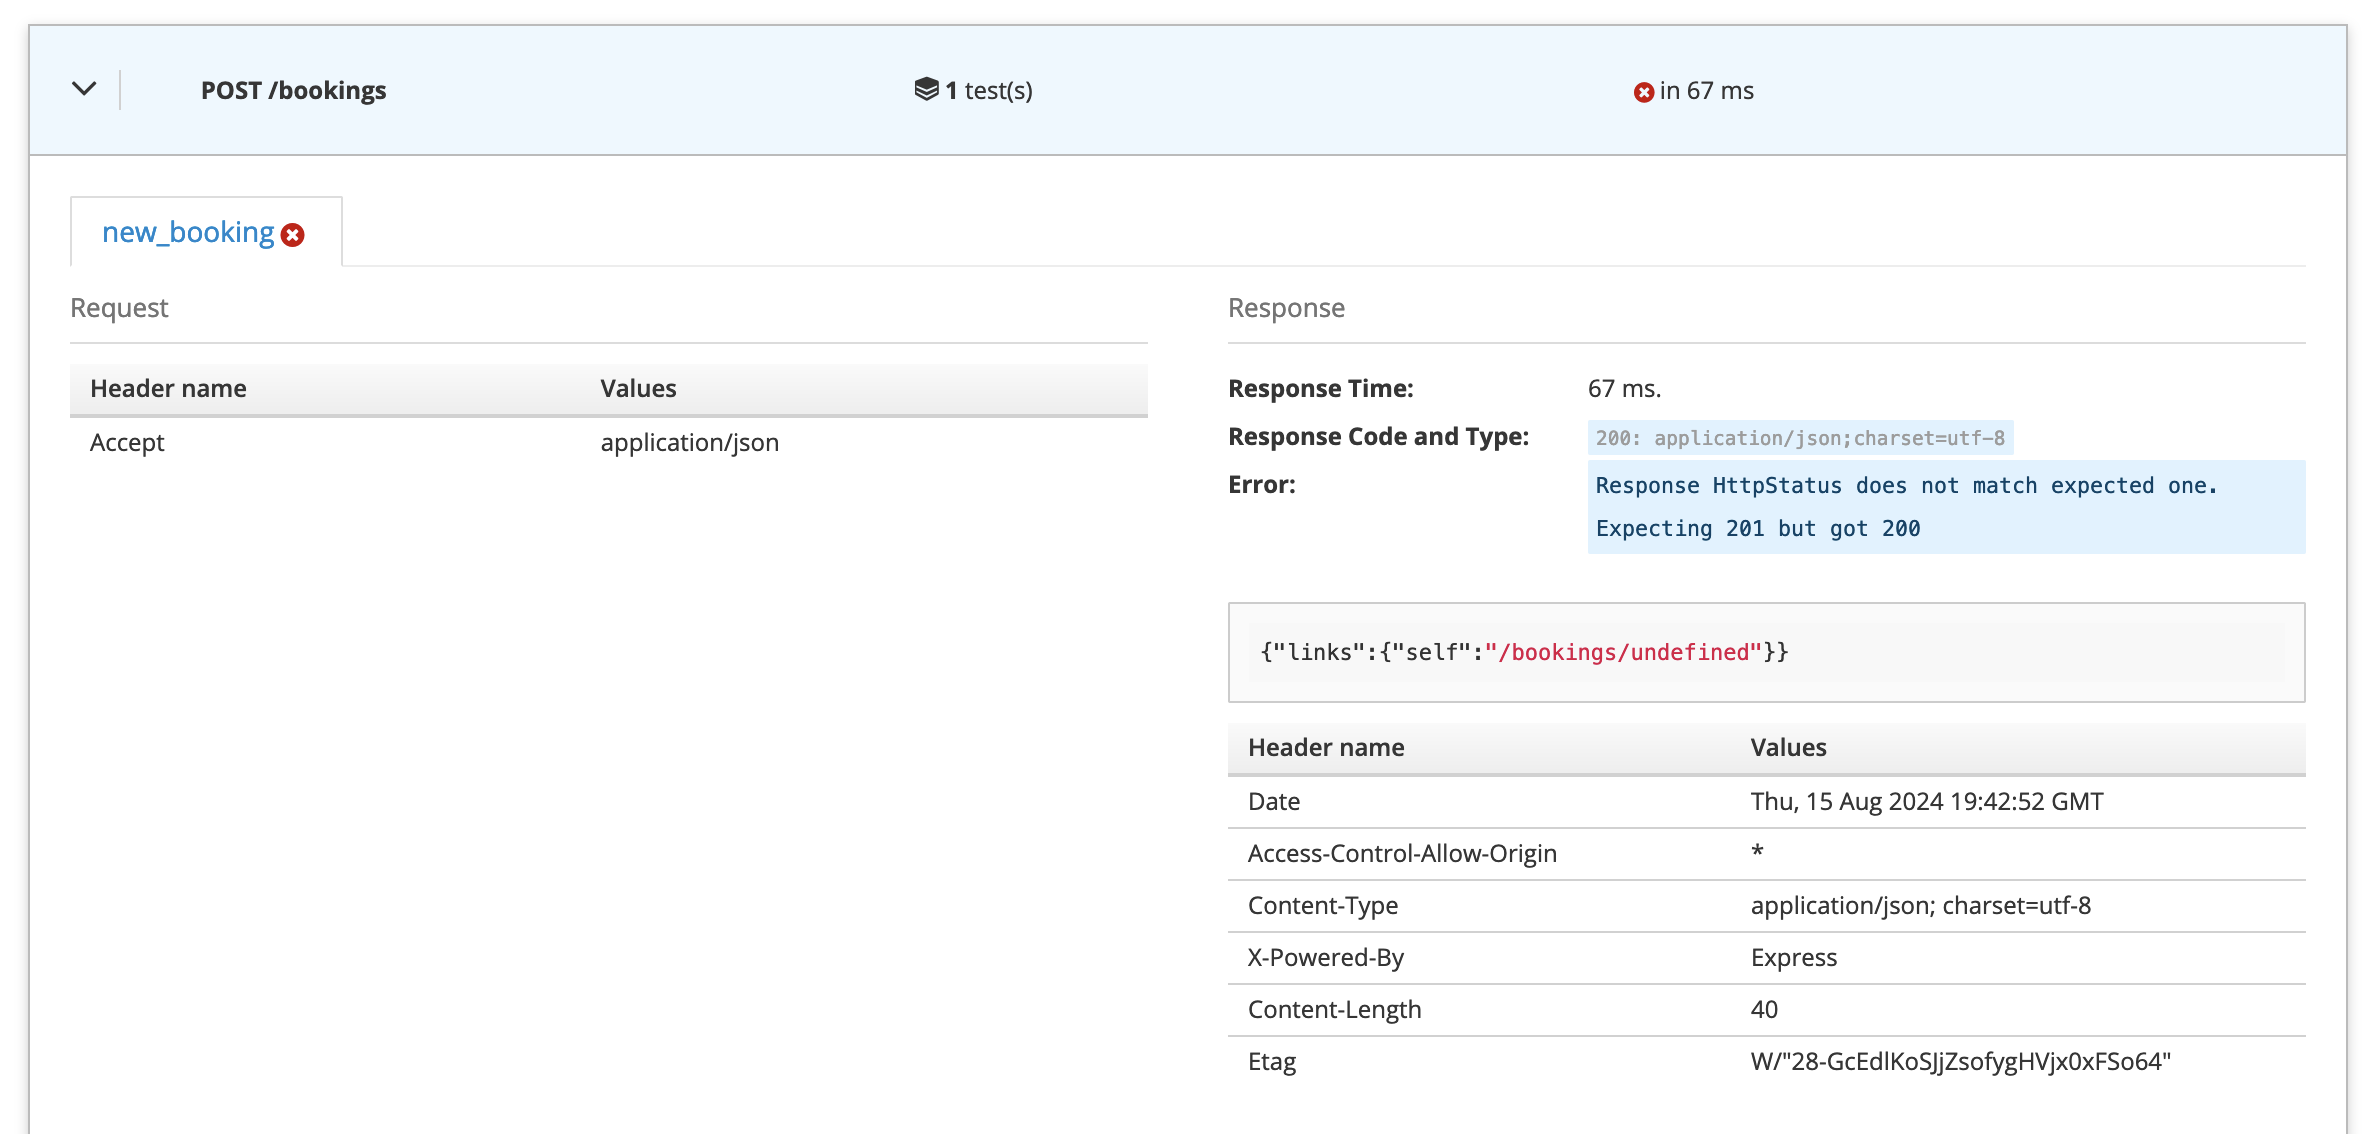 POST /bookings
1 test(s)
in 67 ms
new_booking
Request
Header name Values
Accept application/json
Response
Response Time: 67 ms.
Response Code and Type: 200: application/json;charset=utf-8
Error: Response HttpStatus does not match expected one.
Expecting 201 but got 200
{"links":{"self":"/bookings/undefined"}}
Header name Values
Date Thu, 15 Aug 2024 19:42:52 GMT
Access-Control-Allow-Origin *
Content-Type application/json; charset=utf-8
X-Powered-By Express
Content-Length 40
Etag W/"28-GcEdlKoSJjZsofygHVjx0xFSo64"